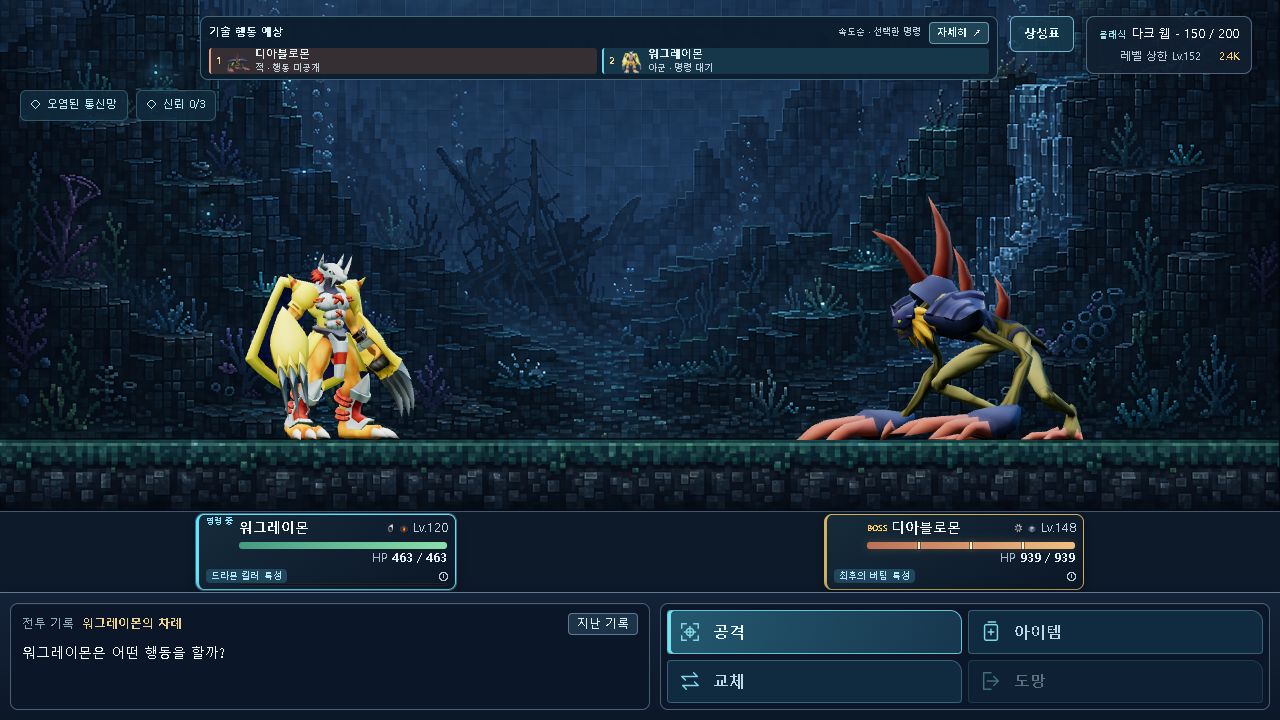 기술 행동 예상
속도순 · 선택한 명령
자세히 ↗
1 디아블로몬
적 · 행동 미공개
2 워그레이몬
아군 · 명령 대기
상성표
클래식 다크 웹 - 150 / 200
레벨 상한 Lv.152 24K
◇ 오염된 통신망
◇ 신뢰 0/3
명령 중 워그레이몬 Lv.120
HP 463 / 463
드라몬 킬러 특성
BOSS 디아블로몬 Lv.148
HP 939 / 939
최후의 버팀 특성
전투 기록 워그레이몬의 차례
지난 기록
워그레이몬은 어떤 행동을 할까?
공격
아이템
교체
도망